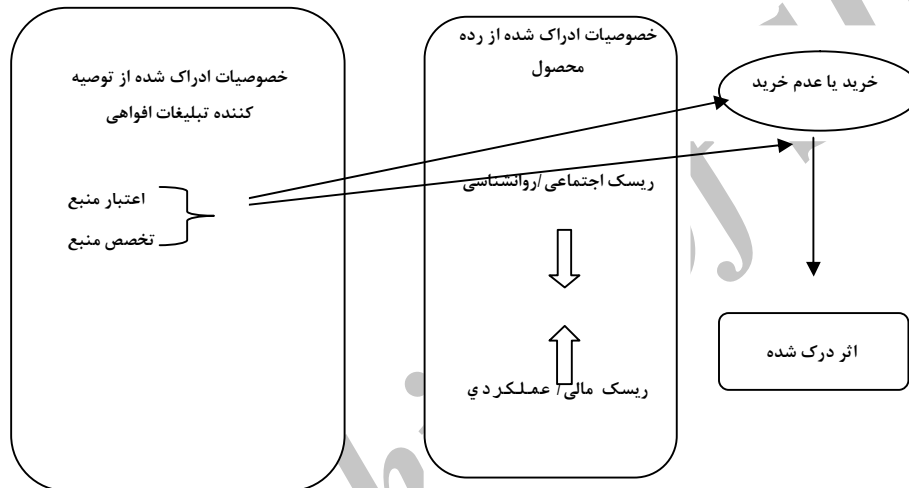 خصوصیات ادراک شده از توصیه
کننده تبلیغات افواهی
اعتبار منبع
تخصص منبع
خصوصیات ادراک شده از رده
محصول
ریسک اجتماعی/روانشناسی
ریسک مالی/ عملکردي
خرید یا عدم خرید
اثر درک شده